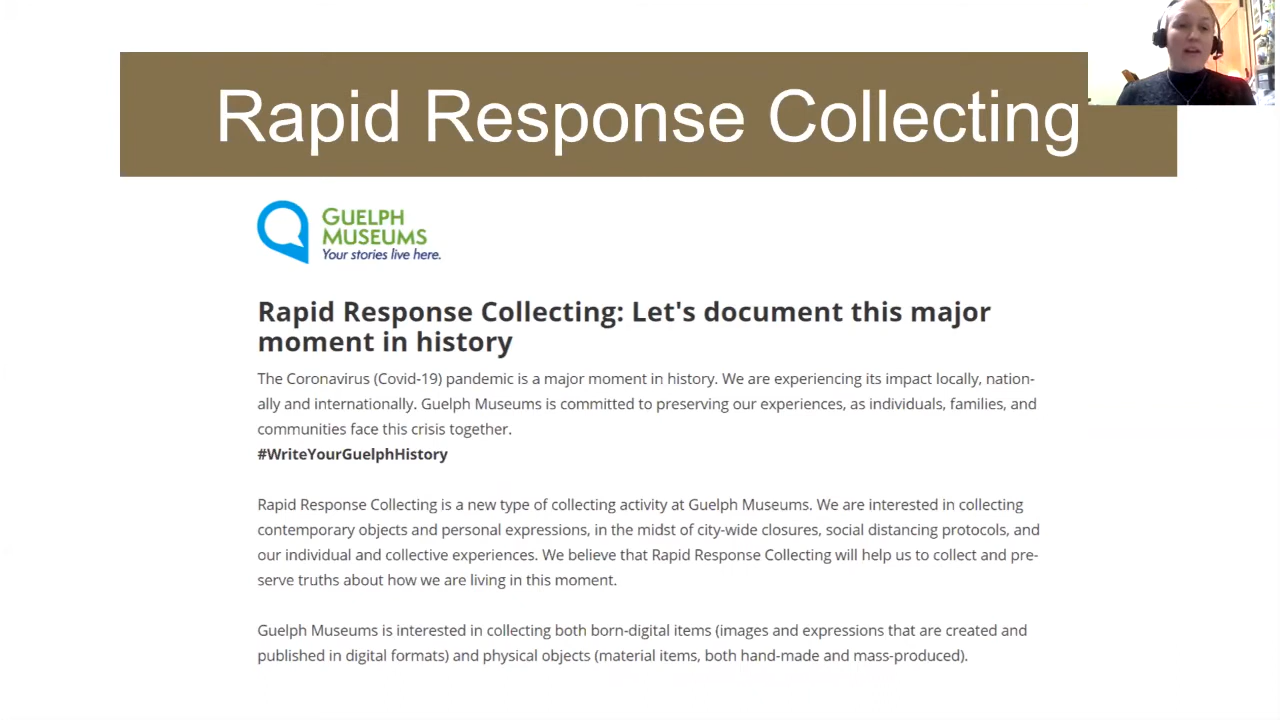 Rapid Response Collecting
GUELPH
MUSEUMS
Your stories live here.
Rapid Response Collecting: Let's document this major
moment in history
The Coronavirus (Covid-19) pandemic is a major moment in history. We are experiencing its impact locally, nation-
ally and internationally. Guelph Museums is committed to preserving our experiences, as individuals, families, and
communities face this crisis together.
#WriteYourGuelphHistory
Rapid Response Collecting is a new type of collecting activity at Guelph Museums. We are interested in collecting
contemporary objects and personal expressions, in the midst of city-wide closures, social distancing protocols, and
our individual and collective experiences. We believe that Rapid Response Collecting will help us to collect and pre-
serve truths about how we are living in this moment.
Guelph Museums is interested in collecting both born-digital items (images and expressions that are created and
published in digital formats) and physical objects (material items, both hand-made and mass-produced).